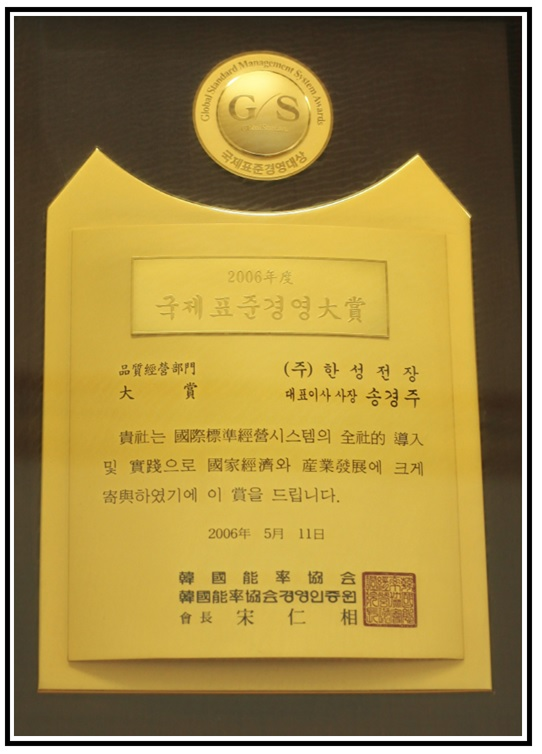 Global Standard Management System Awards
GS
국제표준경영대상
2006年度
국제표준경영大賞
品質經營部門
大賞
(주) 한성전장
대표이사 사장 송경주
貴社는 國際標準經營시스템의 全社的 導入
및 實踐으로 國家經濟와 産業發展에 크게
寄與하였기에 이 賞을 드립니다.
2006年 5月 11日
韓國能率協會
韓國能率協會경영인증원
會長 宋仁相